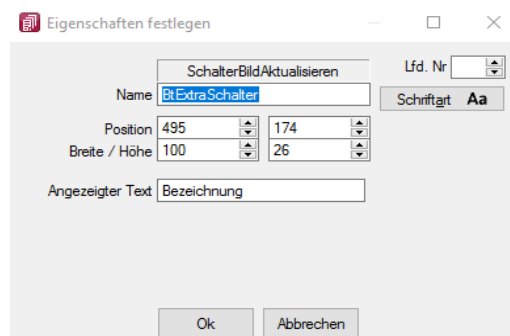 Eigenschaften festlegen
SchalterBildAktualisieren
Lfd. Nr
Name BtExtraSchalter
Schriftart Aa
Position 495 174
Breite / Höhe 100 26
Angezeigter Text Bezeichnung
Ok Abbrechen